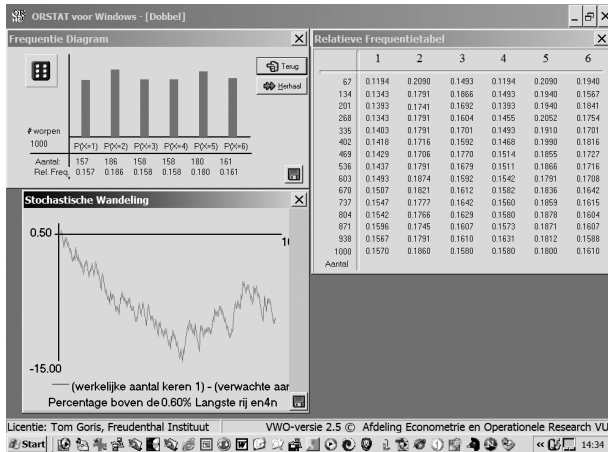 ORSTAT voor Windows - [Dobbel]
Frequentie Diagram
Terug
Herhaal
# worpen
1000 P(X=1) P(X=2) P(X=3) P(X=4) P(X=5) P(X=6)
Aantal: 157 186 158 158 180 161
Rel. Freq. 0.157 0.186 0.158 0.158 0.180 0.161
Stochastische Wandeling
0.50
-15.00
(werkelijke aantal keren 1) - (verwachte aar
Percentage boven de 0.60% Langste rij en4n
Relatieve Frequentietabel
1 2 3 4 5 6
67 0.1194 0.2090 0.1493 0.1194 0.2090 0.1940
134 0.1343 0.1791 0.1866 0.1493 0.1940 0.1567
201 0.1393 0.1741 0.1692 0.1393 0.1940 0.1841
268 0.1343 0.1791 0.1604 0.1455 0.2052 0.1754
335 0.1403 0.1791 0.1701 0.1493 0.1910 0.1701
402 0.1418 0.1716 0.1592 0.1468 0.1990 0.1816
469 0.1429 0.1706 0.1770 0.1514 0.1855 0.1727
536 0.1437 0.1791 0.1679 0.1511 0.1866 0.1716
603 0.1493 0.1874 0.1592 0.1542 0.1791 0.1708
670 0.1507 0.1821 0.1612 0.1582 0.1836 0.1642
737 0.1547 0.1777 0.1642 0.1560 0.1859 0.1615
804 0.1542 0.1766 0.1629 0.1580 0.1878 0.1604
871 0.1596 0.1745 0.1607 0.1573 0.1871 0.1607
938 0.1567 0.1791 0.1610 0.1631 0.1812 0.1588
1000 0.1570 0.1860 0.1580 0.1580 0.1800 0.1610
Aantal
Licentie: Tom Goris, Freudenthal Instituut VWO-versie 2.5 © Afdeling Econometrie en Operationele Research VU
Start 14:34